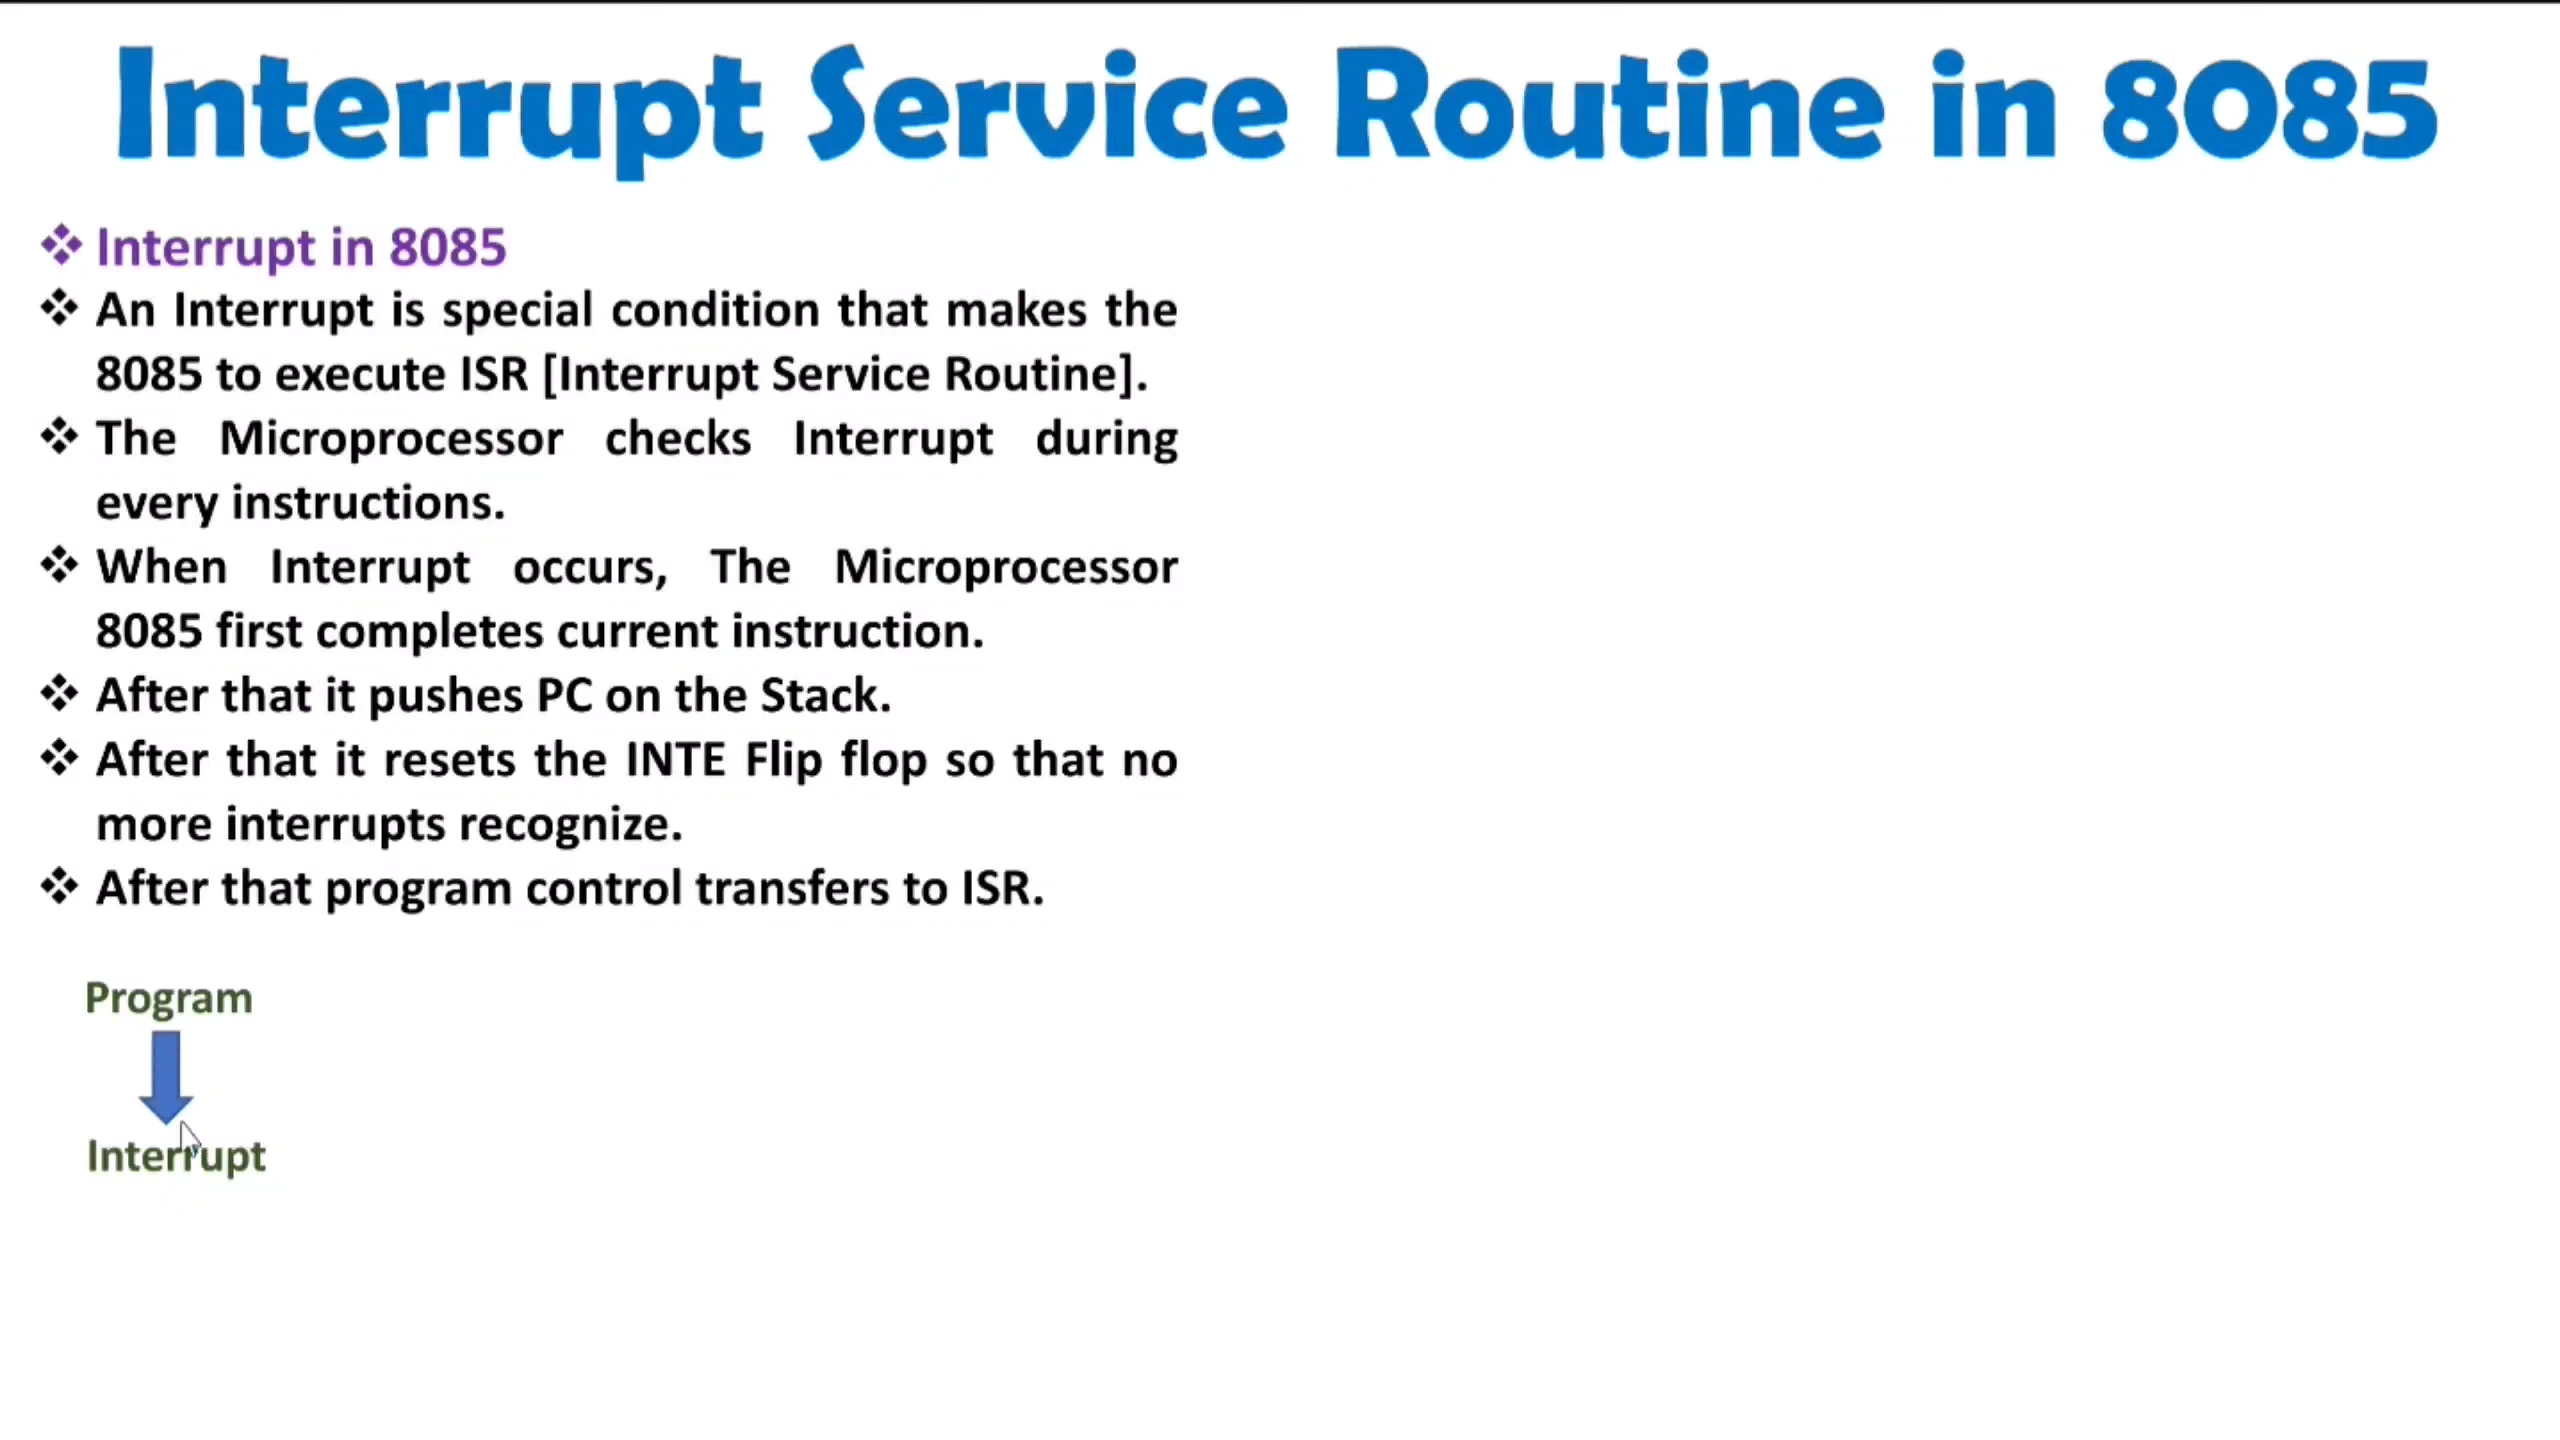 Interrupt Service Routine in 8085
Interrupt in 8085
An Interrupt is special condition that makes the
8085 to execute ISR [Interrupt Service Routine].
The Microprocessor checks Interrupt during
every instructions.
When Interrupt occurs, The Microprocessor
8085 first completes current instruction.
After that it pushes PC on the Stack.
After that it resets the INTE Flip flop so that no
more interrupts recognize.
After that program control transfers to ISR.
Program
Interrupt